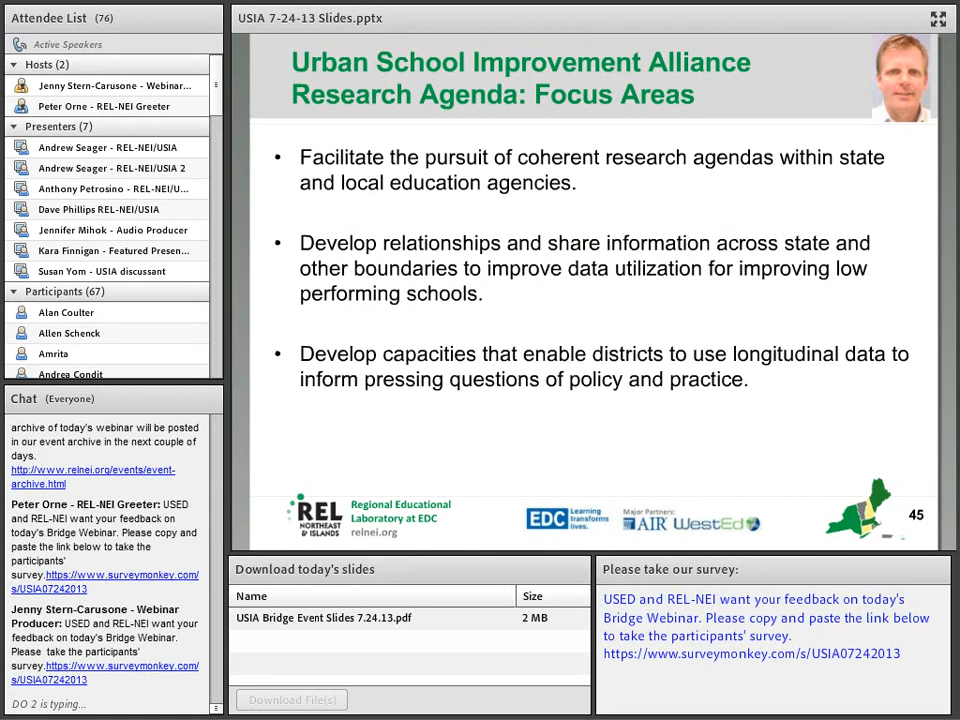 Attendee List (76)
Active Speakers
Hosts (2)
Jenny Stern-Carusone - Webinar...
Peter Orne - REL-NEI Greeter
Presenters (7)
Andrew Seager - REL-NEI/USIA
Andrew Seager - REL-NEI/USIA 2
Anthony Petrosino - REL-NEI/U...
Dave Phillips REL-NEI/USIA
Jennifer Mihok - Audio Producer
Kara Finnigan - Featured Presen...
Susan Yom - USIA discussant
Participants (67)
Alan Coulter
Allen Schenck
Amrita
Andrea Condit
Chat (Everyone)
archive of today's webinar will be posted
in our event archive in the next couple of
days.
http://www.relnei.org/events/event-
archive.html
Peter Orne - REL-NEI Greeter: USED
and REL-NEI want your feedback on
today's Bridge Webinar. Please copy and
paste the link below to take the
participants'
survey.https://www.surveymonkey.com/
s/USIA07242013
Jenny Stern-Carusone - Webinar
Producer: USED and REL-NEI want your
feedback on today's Bridge Webinar.
Please take the participants'
survey.https://www.surveymonkey.com/
s/USIA07242013
DO 2 is typing...
USIA 7-24-13 Slides.pptx
Urban School Improvement Alliance
Research Agenda: Focus Areas
• Facilitate the pursuit of coherent research agendas within state
and local education agencies.
• Develop relationships and share information across state and
other boundaries to improve data utilization for improving low
performing schools.
• Develop capacities that enable districts to use longitudinal data to
inform pressing questions of policy and practice.
REL
NORTHEAST
& ISLANDS
Regional Educational
Laboratory at EDC
relnei.org
EDC Learning
transforms
lives.
Major Partners:
AIR WestEd
45
Download today's slides
Name Size
USIA Bridge Event Slides 7.24.13.pdf 2 MB
Download File(s)
Please take our survey:
USED and REL-NEI want your feedback on today's
Bridge Webinar. Please copy and paste the link below
to take the participants' survey.
https://www.surveymonkey.com/s/USIA07242013